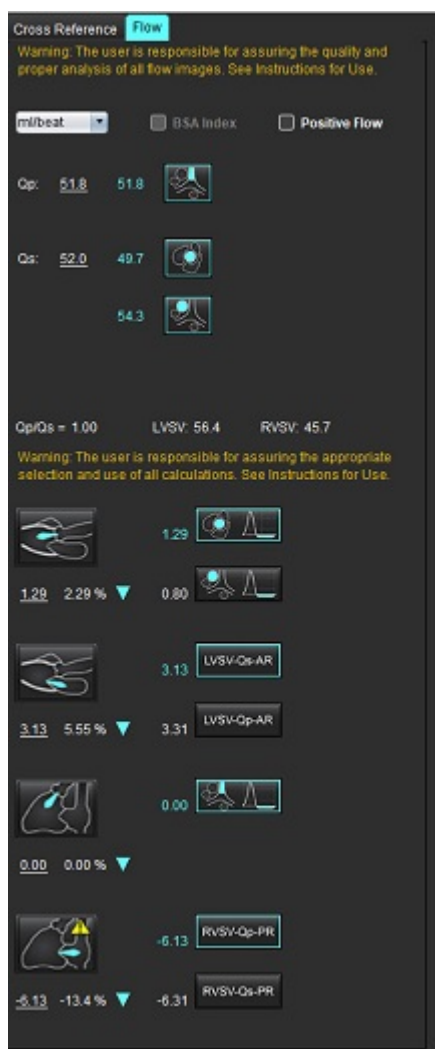 Cross Reference Flow
Warning: The user is responsible for assuring the quality and
proper analysis of all flow images. See Instructions for Use.
ml/beat BSA Index Positive Flow
Qp: 51.8 51.8
Qs: 52.0 49.7
54.3
Qp/Qs = 1.00 LVSV: 56.4 RVSV: 45.7
Warning: The user is responsible for assuring the appropriate
selection and use of all calculations. See Instructions for Use.
1.29
1.29 2.29 % 0.80
3.13 LVSV-Qs-AR
3.13 5.55 % 3.31 LVSV-Qp-AR
0.00
0.00 0.00 %
-6.13 RVSV-Qp-PR
-6.13 -13.4 % -6.31 RVSV-Qs-PR